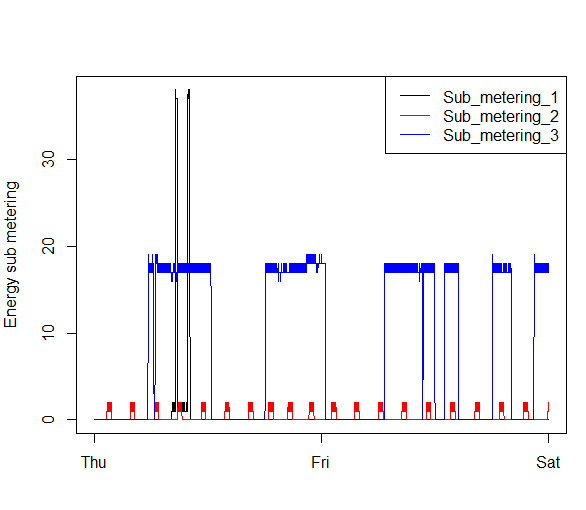 Sub_metering_1
Sub_metering_2
Sub_metering_3
Energy sub metering
30
20
10
0
Thu
Fri
Sat